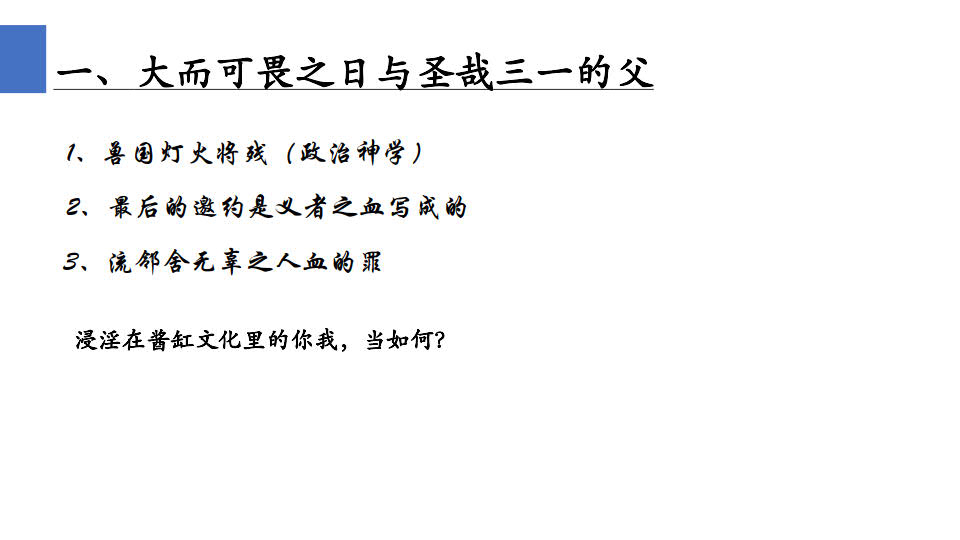 一、大而可畏之日与圣哉三一的父
1、兽国灯火将残（政治神学）
2、最后的邀约是义者之血写成的
3、流邻舍无辜之人血的罪
浸淫在酱缸文化里的你我，当如何？